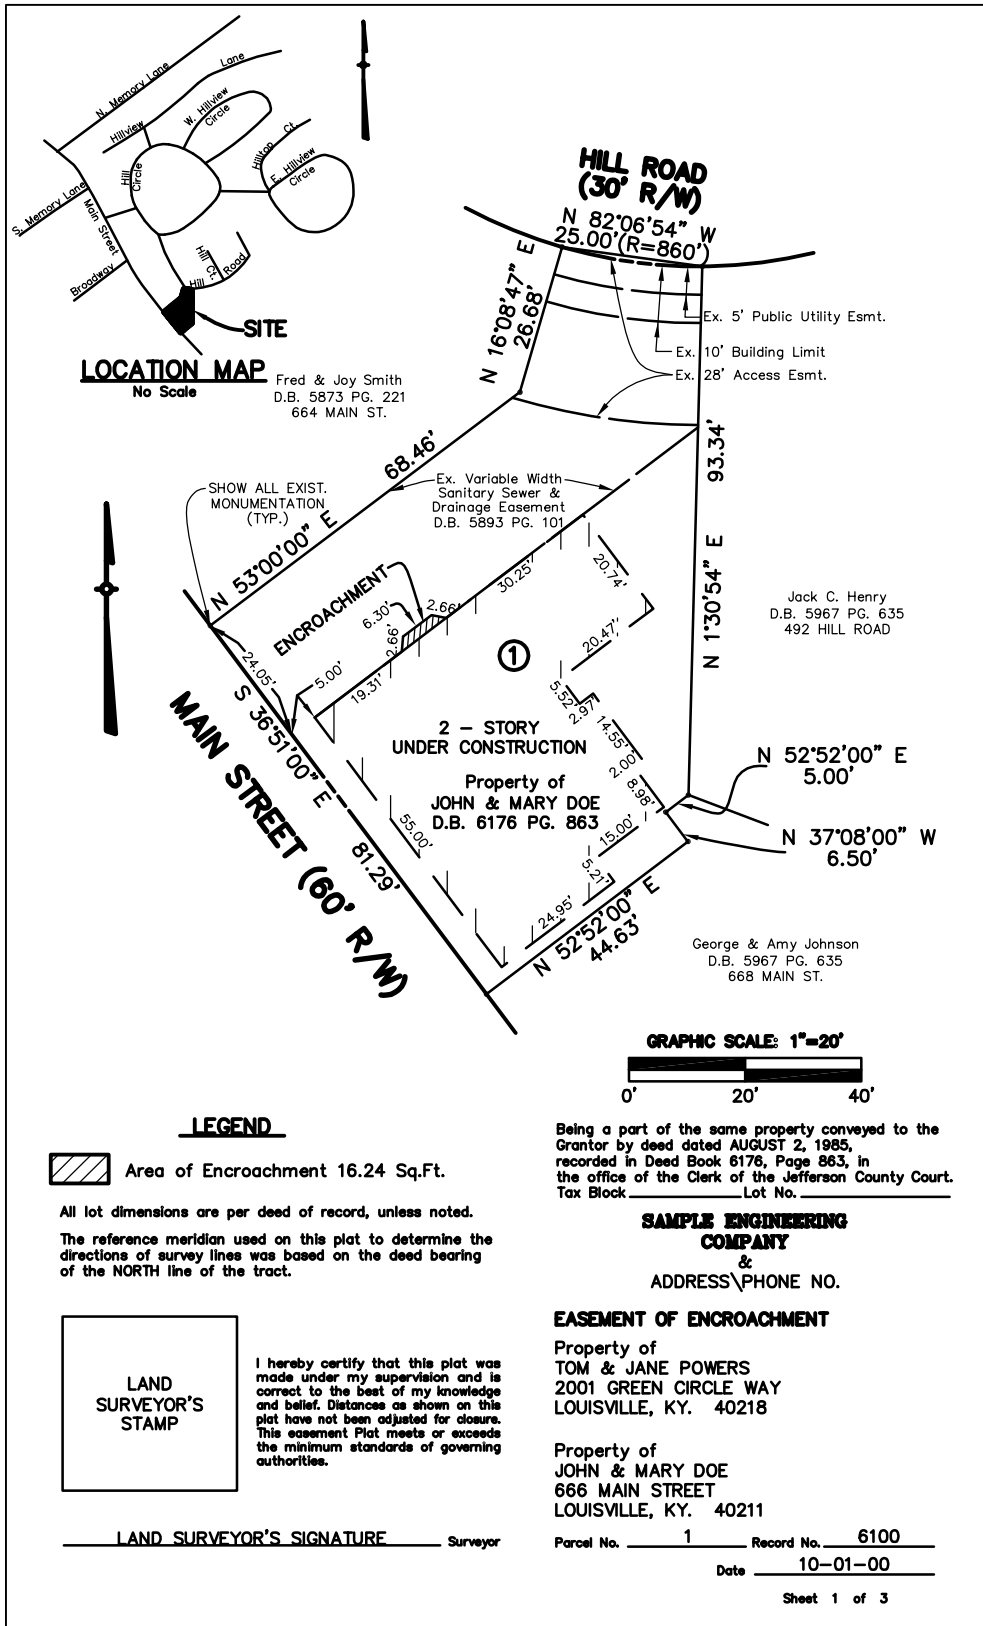 N. Memory Lane
Lane
Hillview
W. Hillview
Circle
Hilltop Ct.
E. Hillview
Circle
Hill
Circle
S. Memory Lane
Main Street
Broadway
Hill Ct.
Hill
Road
SITE
LOCATION MAP
No Scale
Fred & Joy Smith
D.B. 5873 PG. 221
664 MAIN ST.
HILL ROAD
(30' R/W)
N 82°06'54" W
25.00'(R=860')
N 16°08'47" E
26.68'
Ex. 5' Public Utility Esmt.
Ex. 10' Building Limit
Ex. 28' Access Esmt.
68.46'
N 53°00'00" E
93.34'
N 1°30'54" E
SHOW ALL EXIST.
MONUMENTATION
(TYP.)
Ex. Variable Width
Sanitary Sewer &
Drainage Easement
D.B. 5893 PG. 101
ENCROACHMENT
6.30'
2.66'
2.66'
30.25'
20.74'
20.47'
24.05'
5.00'
19.31'
1
5.52'
2.97'
14.55'
2.00'
8.98'
15.00'
5.21'
24.95'
55.00'
Jack C. Henry
D.B. 5967 PG. 635
492 HILL ROAD
2 - STORY
UNDER CONSTRUCTION
Property of
JOHN & MARY DOE
D.B. 6176 PG. 863
S 36°51'00" E
81.29'
MAIN STREET (60' R/W)
N 52°52'00" E
5.00'
N 37°08'00" W
6.50'
N 52°52'00" E
44.63'
George & Amy Johnson
D.B. 5967 PG. 635
668 MAIN ST.
GRAPHIC SCALE: 1"=20'
0' 20' 40'
LEGEND
Area of Encroachment 16.24 Sq.Ft.
All lot dimensions are per deed of record, unless noted.
The reference meridian used on this plat to determine the
directions of survey lines was based on the deed bearing
of the NORTH line of the tract.
Being a part of the same property conveyed to the
Grantor by deed dated AUGUST 2, 1985,
recorded in Deed Book 6176, Page 863, in
the office of the Clerk of the Jefferson County Court.
Tax Block Lot No.
SAMPLE ENGINEERING
COMPANY
&
ADDRESS\PHONE NO.
LAND
SURVEYOR'S
STAMP
I hereby certify that this plat was
made under my supervision and is
correct to the best of my knowledge
and belief. Distances as shown on this
plat have not been adjusted for closure.
This easement Plat meets or exceeds
the minimum standards of governing
authorities.
LAND SURVEYOR'S SIGNATURE Surveyor
EASEMENT OF ENCROACHMENT
Property of
TOM & JANE POWERS
2001 GREEN CIRCLE WAY
LOUISVILLE, KY. 40218
Property of
JOHN & MARY DOE
666 MAIN STREET
LOUISVILLE, KY. 40211
Parcel No. 1 Record No. 6100
Date 10-01-00
Sheet 1 of 3